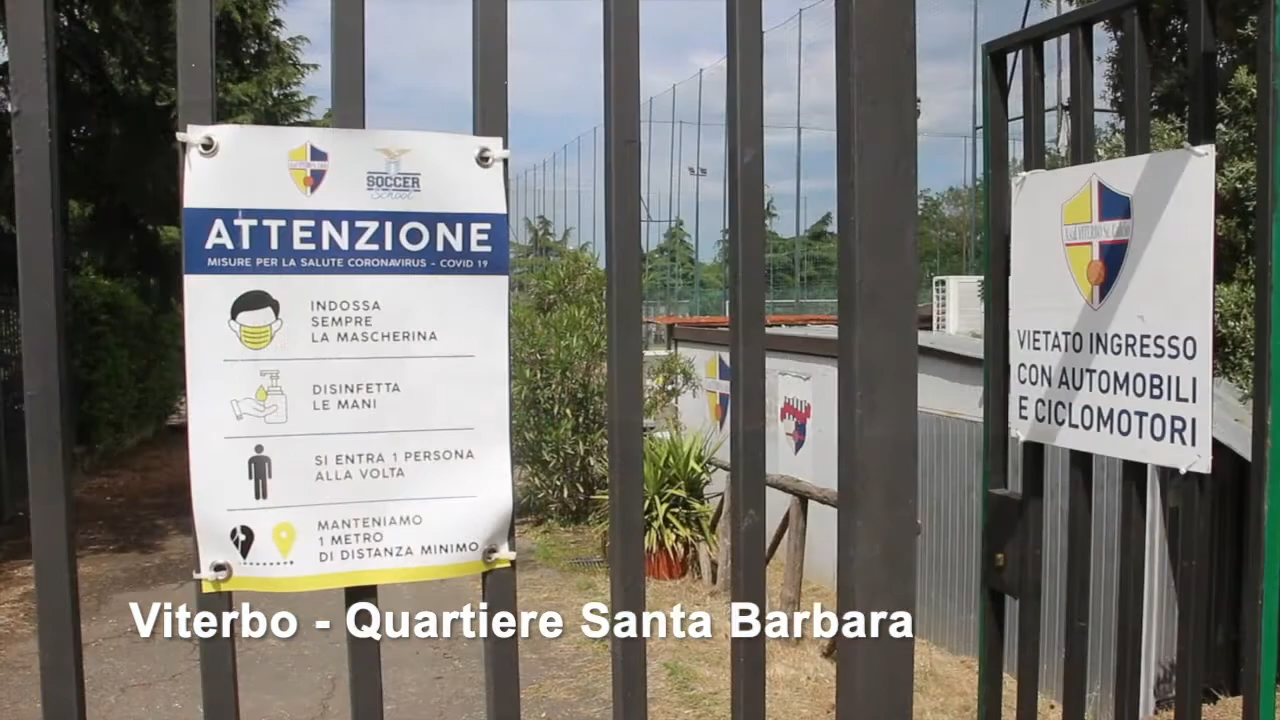 SOCCER
School
ATTENZIONE
MISURE PER LA SALUTE CORONAVIRUS - COVID 19
INDOSSA
SEMPRE
LA MASCHERINA
DISINFETTA
LE MANI
SI ENTRA 1 PERSONA
ALLA VOLTA
MANTENIAMO
1 METRO
DI DISTANZA MINIMO
VITERBO
VIETATO INGRESSO
CON AUTOMOBILI
E CICLOMOTORI
Viterbo - Quartiere Santa Barbara